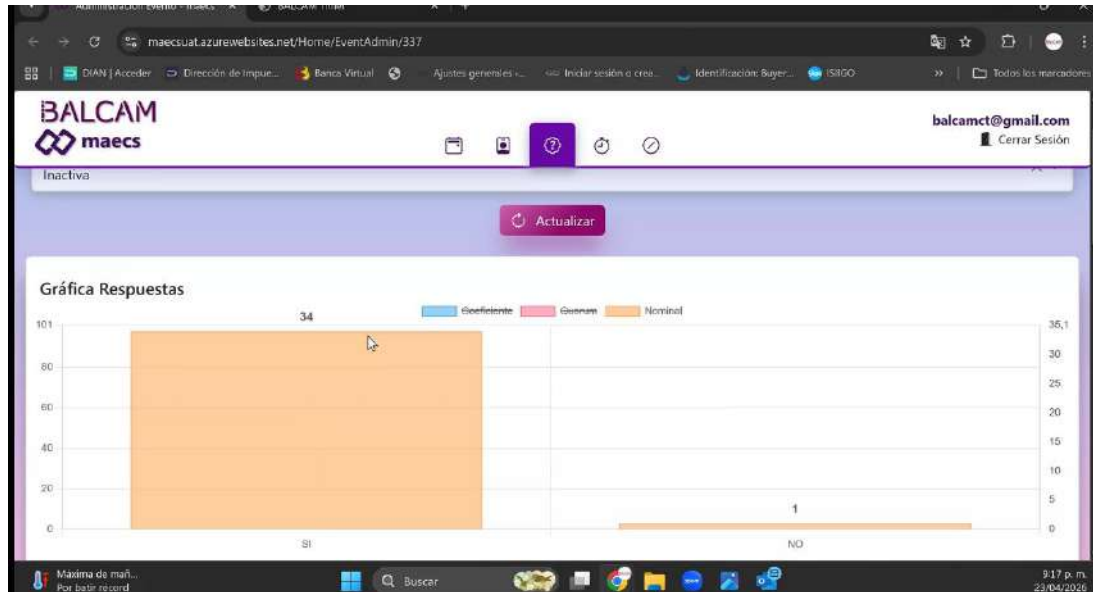 Administración Evento - maecs
BALCAM Timer
maecsuat.azurewebsites.net/Home/EventAdmin/337
DIAN | Acceder
Dirección de Impue...
Banca Virtual
Ajustes generales -...
Iniciar sesión o crea...
Identificación: Buyer...
Todos los marcadores
BALCAM
maecs
balcamct@gmail.com
Cerrar Sesión
Inactiva
Actualizar
Gráfica Respuestas
Coeficiente Quorum Nominal
34
101
80
60
40
20
0
35,1
30
25
20
15
10
5
0
1
SI
NO
Máxima de mañ...
Por batir récord
Buscar
9:17 p. m.
23/04/2026